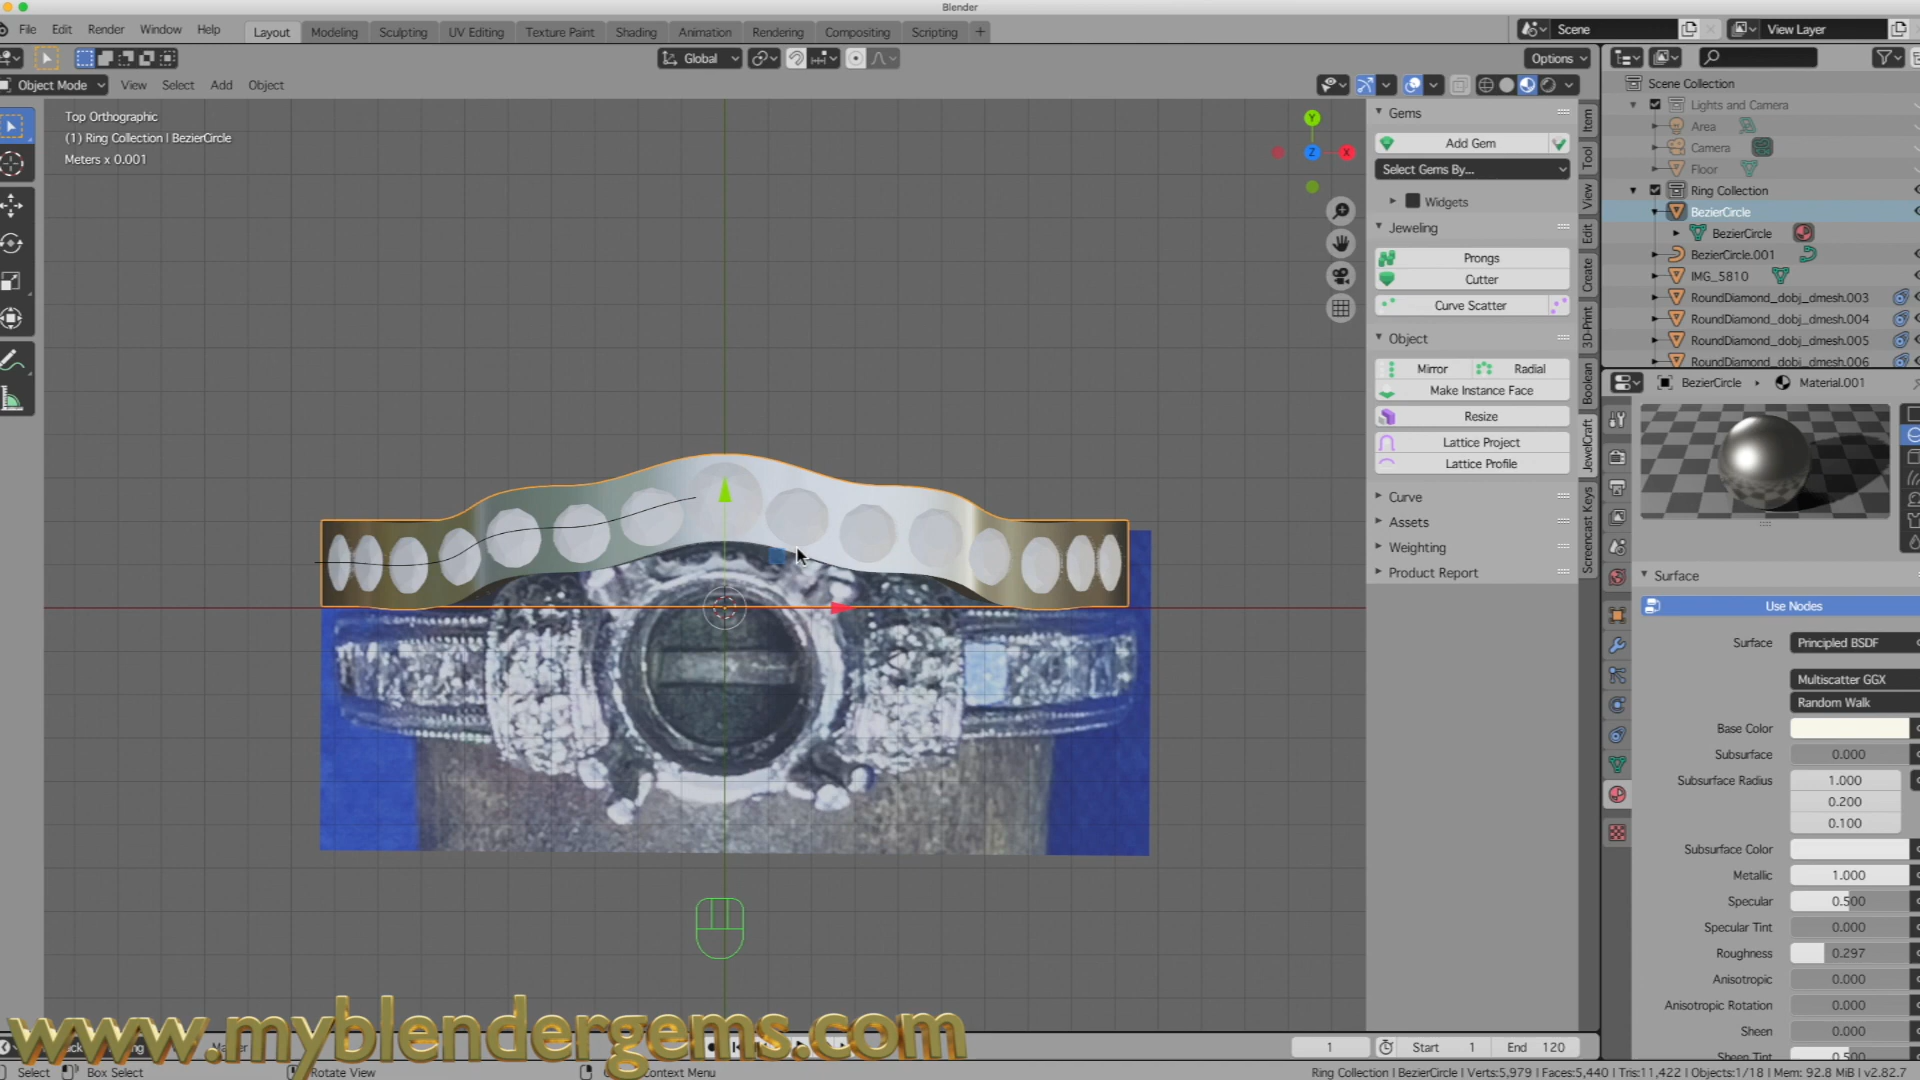 Blender
File Edit Render Window Help Layout Modeling Sculpting UV Editing Texture Paint Shading Animation Rendering Compositing Scripting + Scene View Layer
Global Options
Object Mode View Select Add Object
Top Orthographic
(1) Ring Collection | BezierCircle
Meters x 0.001
Y
Z
X
Gems
Add Gem
Select Gems By...
Widgets
Jeweling
Prongs
Cutter
Curve Scatter
Object
Mirror Radial
Make Instance Face
Resize
Lattice Project
Lattice Profile
Curve
Assets
Weighting
Product Report
Item
Tool
View
Edit
Create
3D-Print
Boolean
JewelCraft
Screencast Keys
Scene Collection
Lights and Camera
Area
Camera
Floor
Ring Collection
BezierCircle
BezierCircle
BezierCircle.001
IMG_5810
RoundDiamond_dobj_dmesh.003
RoundDiamond_dobj_dmesh.004
RoundDiamond_dobj_dmesh.005
RoundDiamond_dobj_dmesh.006
BezierCircle Material.001
Surface
Use Nodes
Surface Principled BSDF
Multiscatter GGX
Random Walk
Base Color
Subsurface 0.000
Subsurface Radius 1.000
0.200
0.100
Subsurface Color
Metallic 1.000
Specular 0.500
Specular Tint 0.000
Roughness 0.297
Anisotropic 0.000
Anisotropic Rotation 0.000
Sheen 0.000
Sheen Tint 0.500
www.myblendergems.com
1 Start 1 End 120
Select Box Select Rotate View Context Menu
Ring Collection | BezierCircle | Verts:5,979 | Faces:5,440 | Tris:11,422 | Objects:1/18 | Mem: 92.8 MiB | v2.82.7